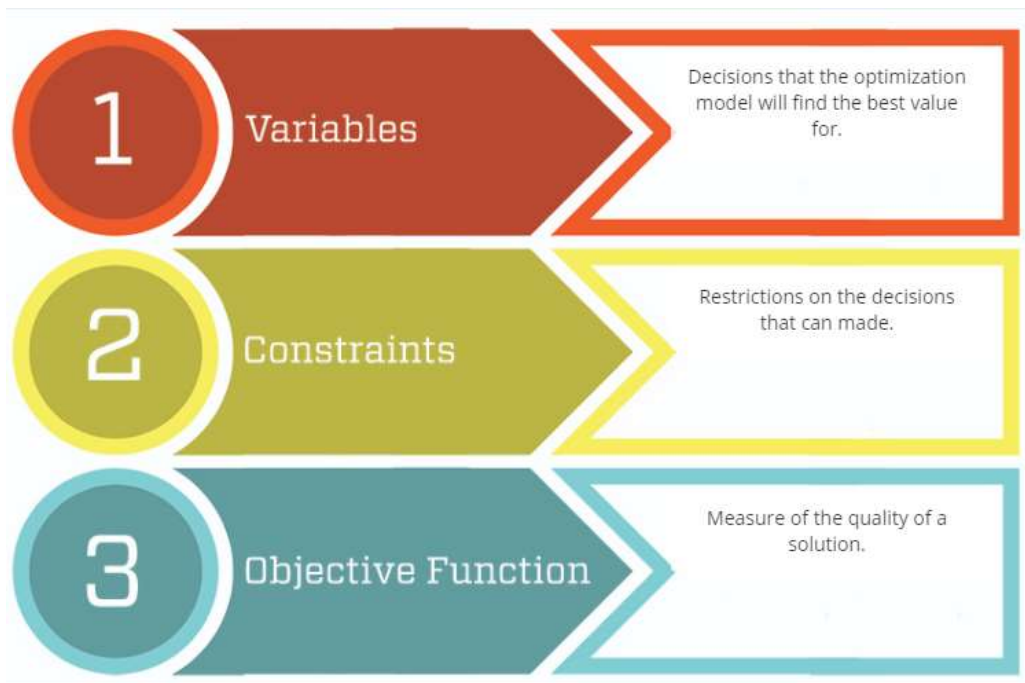 1
Variables
Decisions that the optimization
model will find the best value
for.
2
Constraints
Restrictions on the decisions
that can made.
3
Objective Function
Measure of the quality of a
solution.